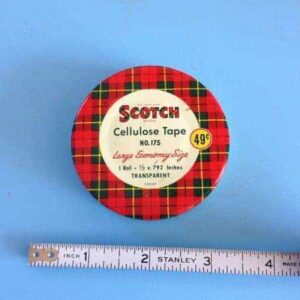 SCOTCH
BRAND
Cellulose Tape
NO. 175
49¢
Large Economy Size
1 Roll - ½ x 792 Inches
TRANSPARENT
INCH 1 2 STANLEY 3 4